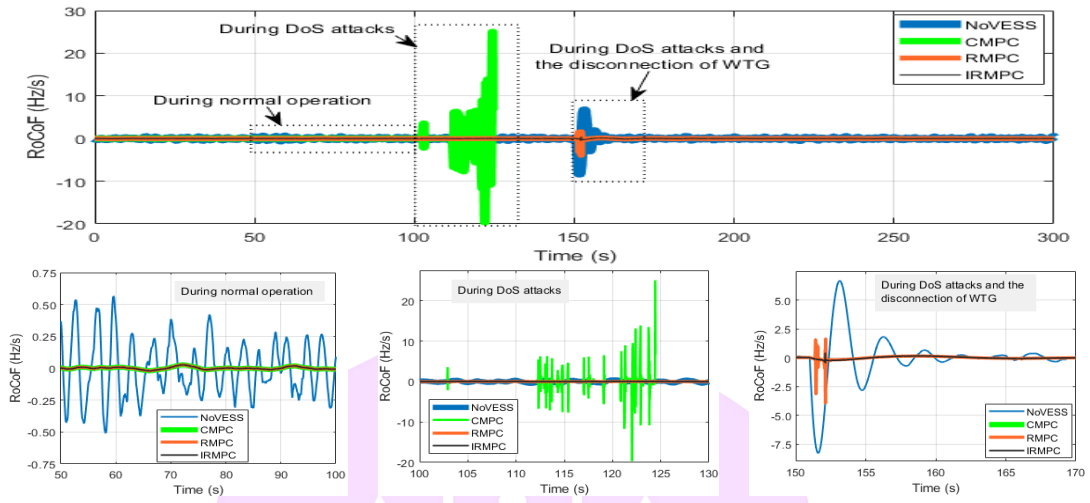 30
20
10
0
-10
-20
RoCoF (Hz/s)
During DoS attacks
During normal operation
During DoS attacks and
the disconnection of WTG
NoVESS
CMPC
RMPC
IRMPC
0
50
100
150
200
250
300
Time (s)
0.75
0.50
0.25
0
-0.25
-0.50
-0.75
RoCoF (Hz/s)
During normal operation
NoVESS
CMPC
RMPC
IRMPC
50
60
70
80
90
100
Time (s)
20
10
0
-10
-20
RoCoF (Hz/s)
During DoS attacks
NoVESS
CMPC
RMPC
IRMPC
100
105
110
115
120
125
130
Time (s)
5.0
2.5
0
-2.5
-5.0
-7.5
RoCoF (Hz/s)
During DoS attacks and the
disconnection of WTG
NoVESS
CMPC
RMPC
IRMPC
150
155
160
165
170
Time (s)